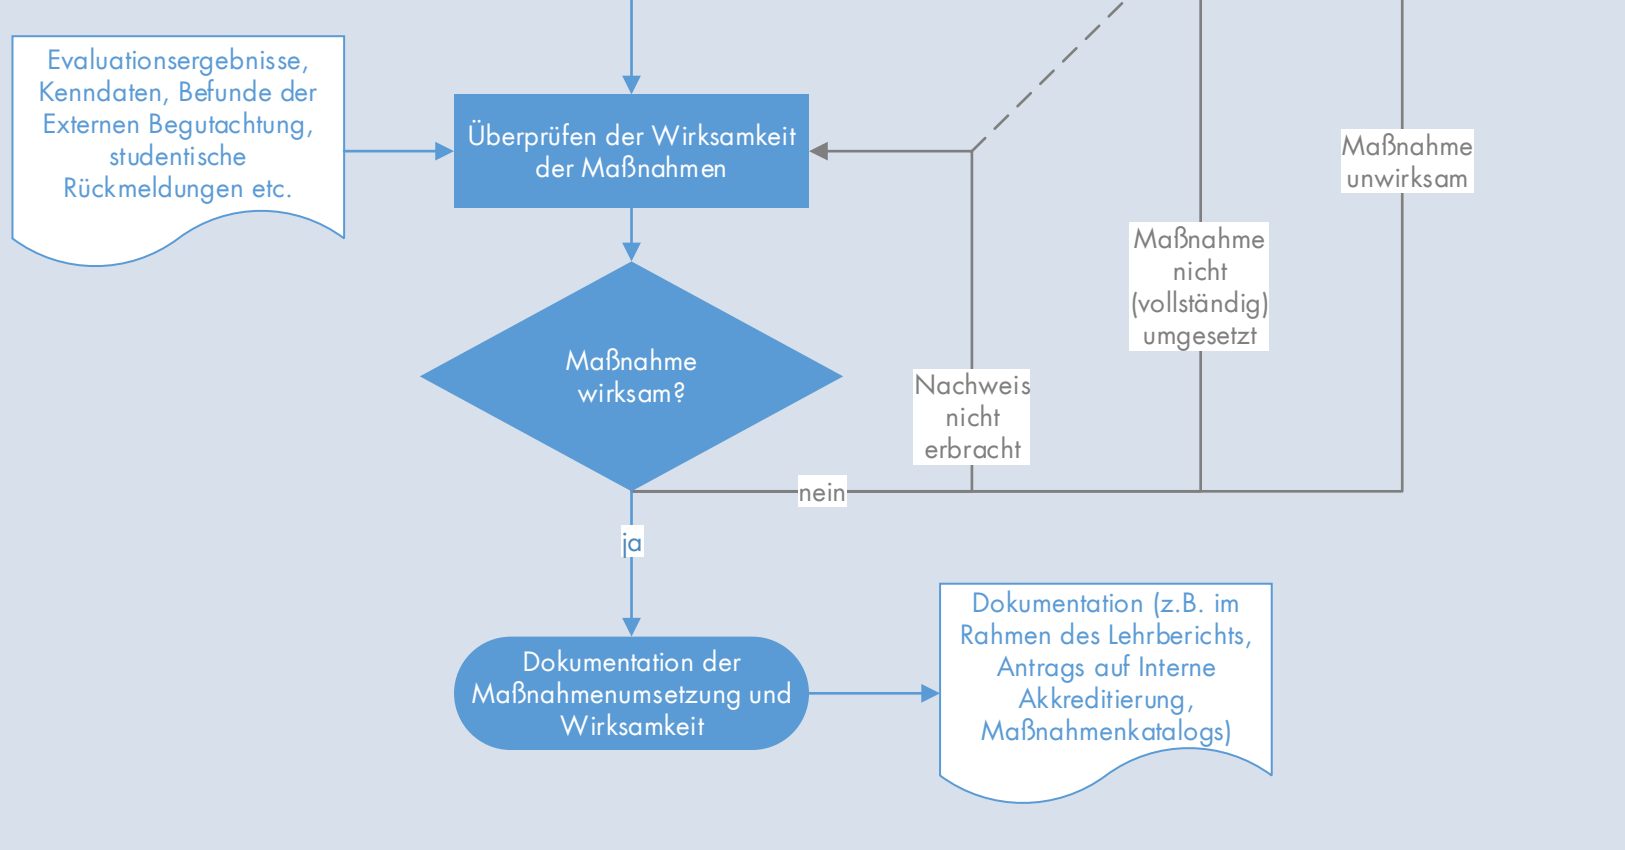 Evaluationsergebnisse,
Kenndaten, Befunde der
Externen Begutachtung,
studentische
Rückmeldungen etc.
Überprüfen der Wirksamkeit
der Maßnahmen
Maßnahme
unwirksam
Maßnahme
nicht
(vollständig)
umgesetzt
Maßnahme
wirksam?
Nachweis
nicht
erbracht
nein
ja
Dokumentation der
Maßnahmenumsetzung und
Wirksamkeit
Dokumentation (z.B. im
Rahmen des Lehrberichts,
Antrags auf Interne
Akkreditierung,
Maßnahmenkatalogs)